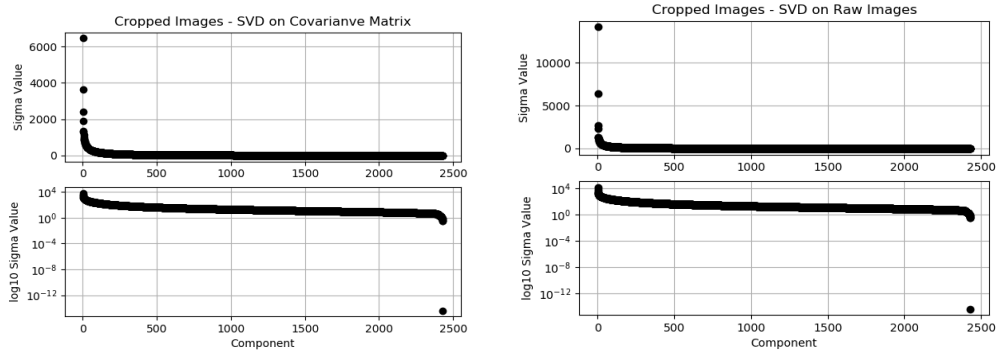 Cropped Images - SVD on Covarianve Matrix
Sigma Value
6000
4000
2000
0
0 500 1000 1500 2000 2500
log10 Sigma Value
10^4
10^0
10^-4
10^-8
10^-12
0 500 1000 1500 2000 2500
Component
Cropped Images - SVD on Raw Images
Sigma Value
10000
5000
0
0 500 1000 1500 2000 2500
log10 Sigma Value
10^4
10^0
10^-4
10^-8
10^-12
0 500 1000 1500 2000 2500
Component